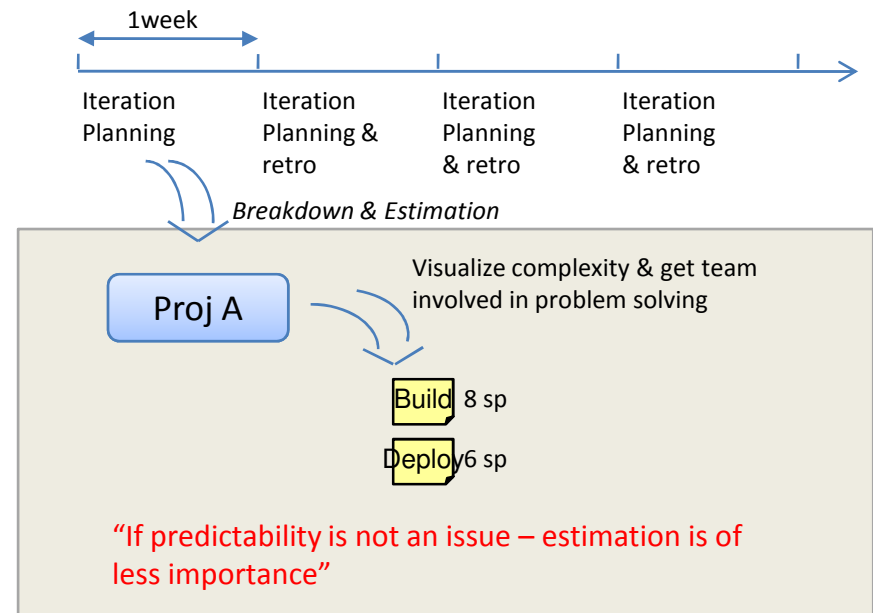 1week
Iteration Planning
Iteration Planning & retro
Iteration Planning & retro
Iteration Planning & retro
Breakdown & Estimation
Visualize complexity & get team
involved in problem solving
Proj A
Build 8 sp
Deploy 6 sp
“If predictability is not an issue – estimation is of
less importance”